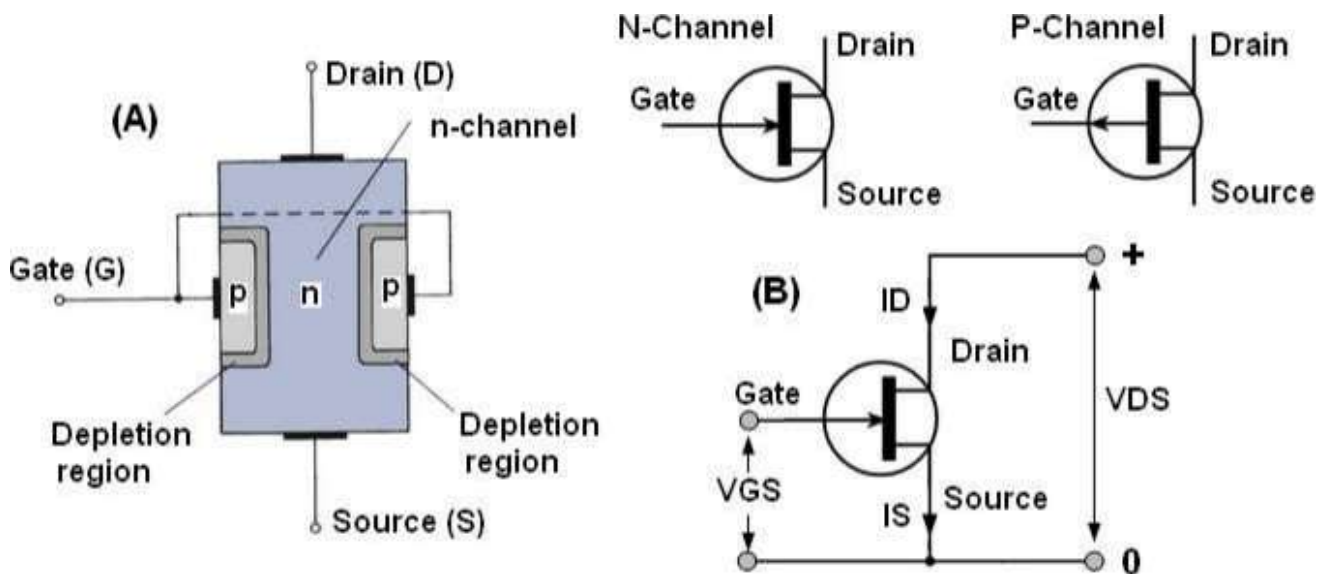 (A)
Drain (D)
n-channel
Gate (G)
p
n
p
Depletion
region
Depletion
region
Source (S)
N-Channel
Drain
Gate
Source
P-Channel
Drain
Gate
Source
(B)
+
ID
Drain
Gate
VDS
VGS
Source
IS
0